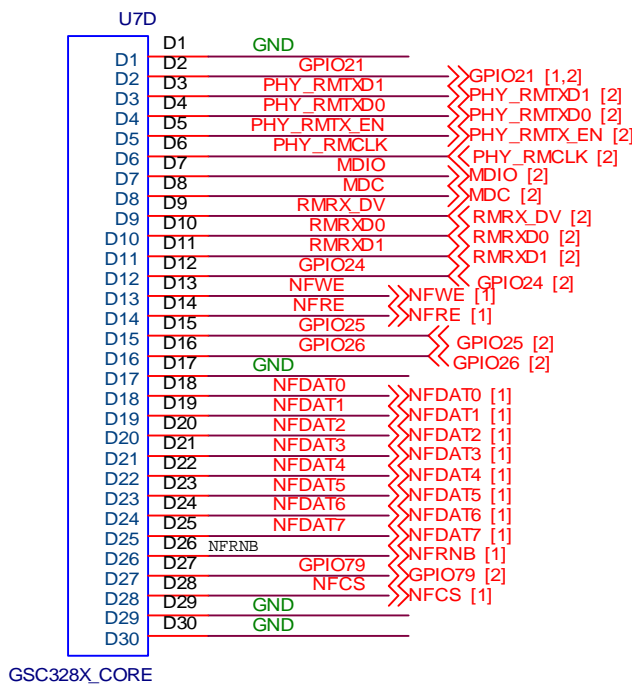 U7D
D1 D1 GND
D2 D2 GPIO21 GPIO21 [1,2]
D3 D3 PHY_RMTXD1 PHY_RMTXD1 [2]
D4 D4 PHY_RMTXD0 PHY_RMTXD0 [2]
D5 D5 PHY_RMTX_EN PHY_RMTX_EN [2]
D6 D6 PHY_RMCLK PHY_RMCLK [2]
D7 D7 MDIO MDIO [2]
D8 D8 MDC MDC [2]
D9 D9 RMRX_DV RMRX_DV [2]
D10 D10 RMRXD0 RMRXD0 [2]
D11 D11 RMRXD1 RMRXD1 [2]
D12 D12 GPIO24 GPIO24 [2]
D13 D13 NFWE NFWE [1]
D14 D14 NFRE NFRE [1]
D15 D15 GPIO25 GPIO25 [2]
D16 D16 GPIO26 GPIO26 [2]
D17 D17 GND
D18 D18 NFDAT0 NFDAT0 [1]
D19 D19 NFDAT1 NFDAT1 [1]
D20 D20 NFDAT2 NFDAT2 [1]
D21 D21 NFDAT3 NFDAT3 [1]
D22 D22 NFDAT4 NFDAT4 [1]
D23 D23 NFDAT5 NFDAT5 [1]
D24 D24 NFDAT6 NFDAT6 [1]
D25 D25 NFDAT7 NFDAT7 [1]
D26 D26 NFRNB NFRNB [1]
D27 D27 GPIO79 GPIO79 [2]
D28 D28 NFCS NFCS [1]
D29 D29 GND
D30 D30 GND
GSC328X_CORE